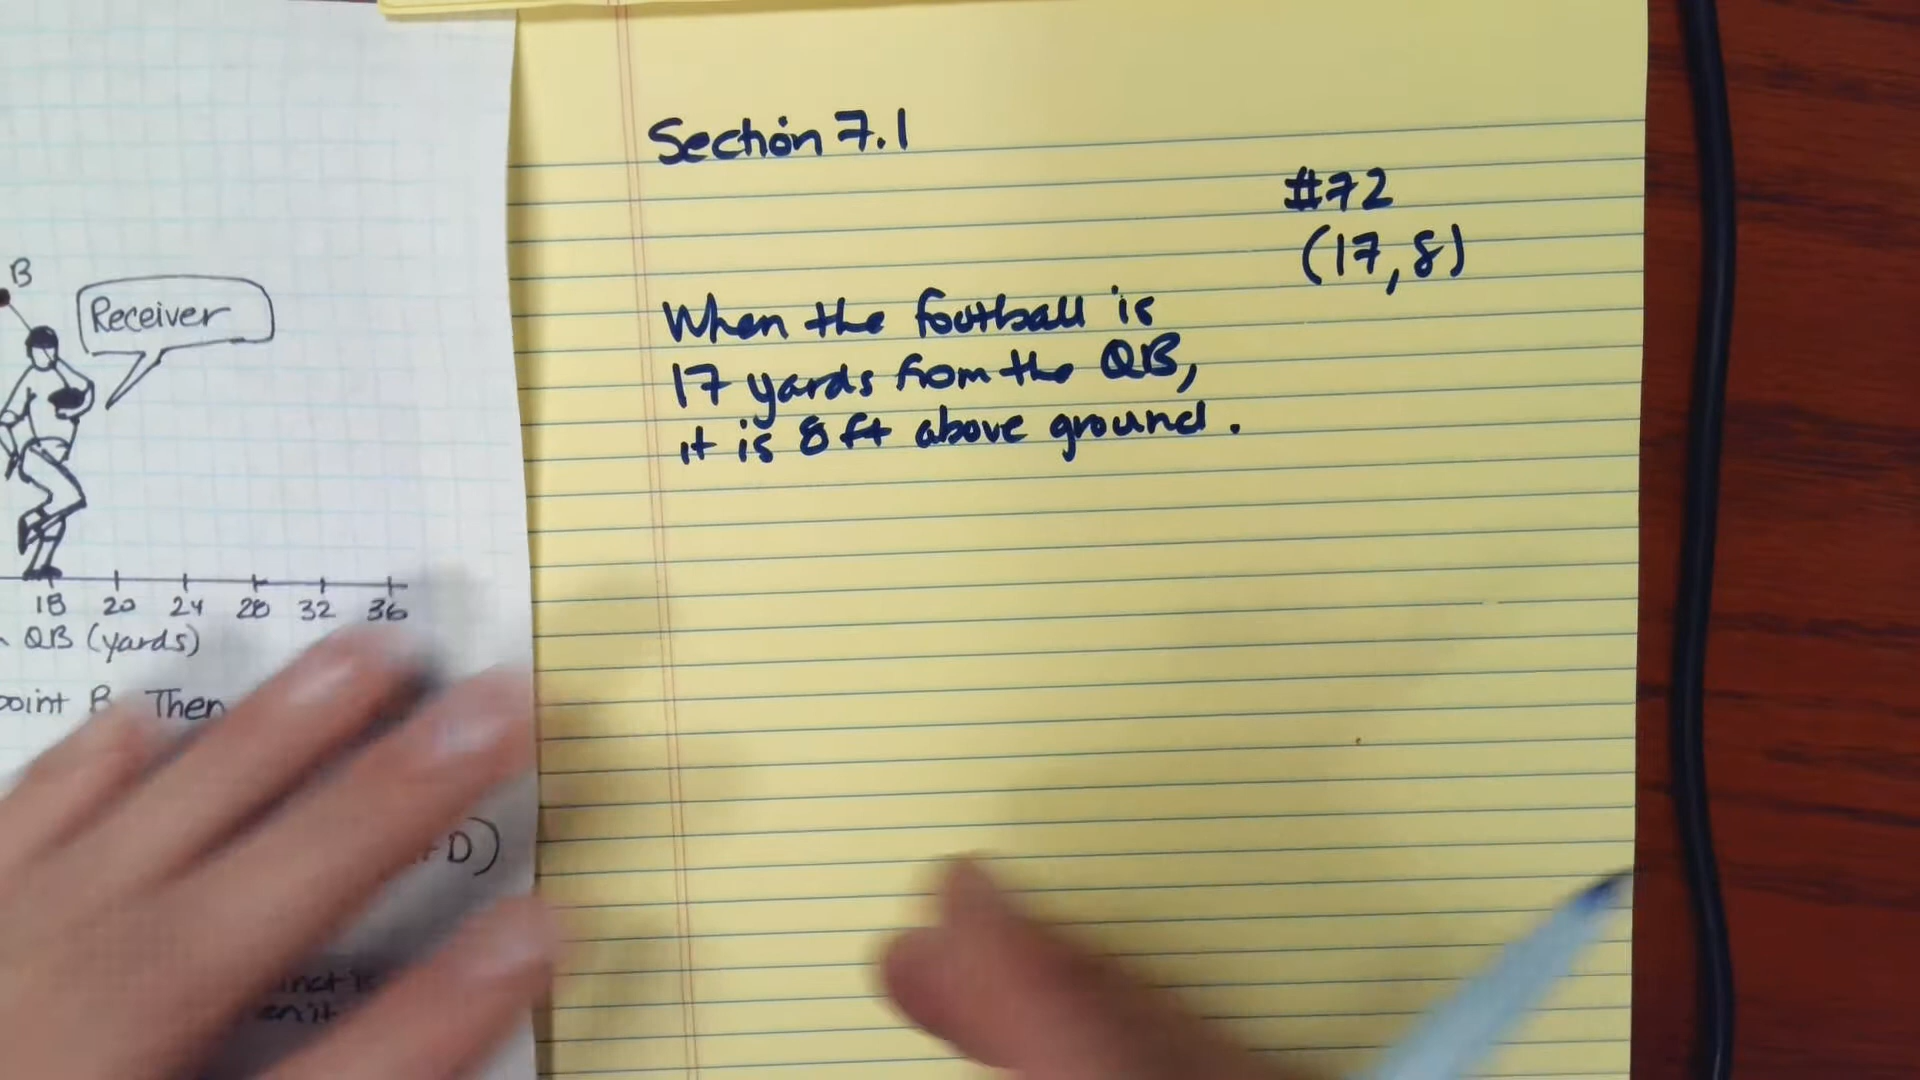 B
Receiver
18 20 24 28 32 36
QB (yards)
point B Then
D)
Section 7.1
#72
(17,8)
When the football is
17 yards from the QB,
it is 8 ft above ground.